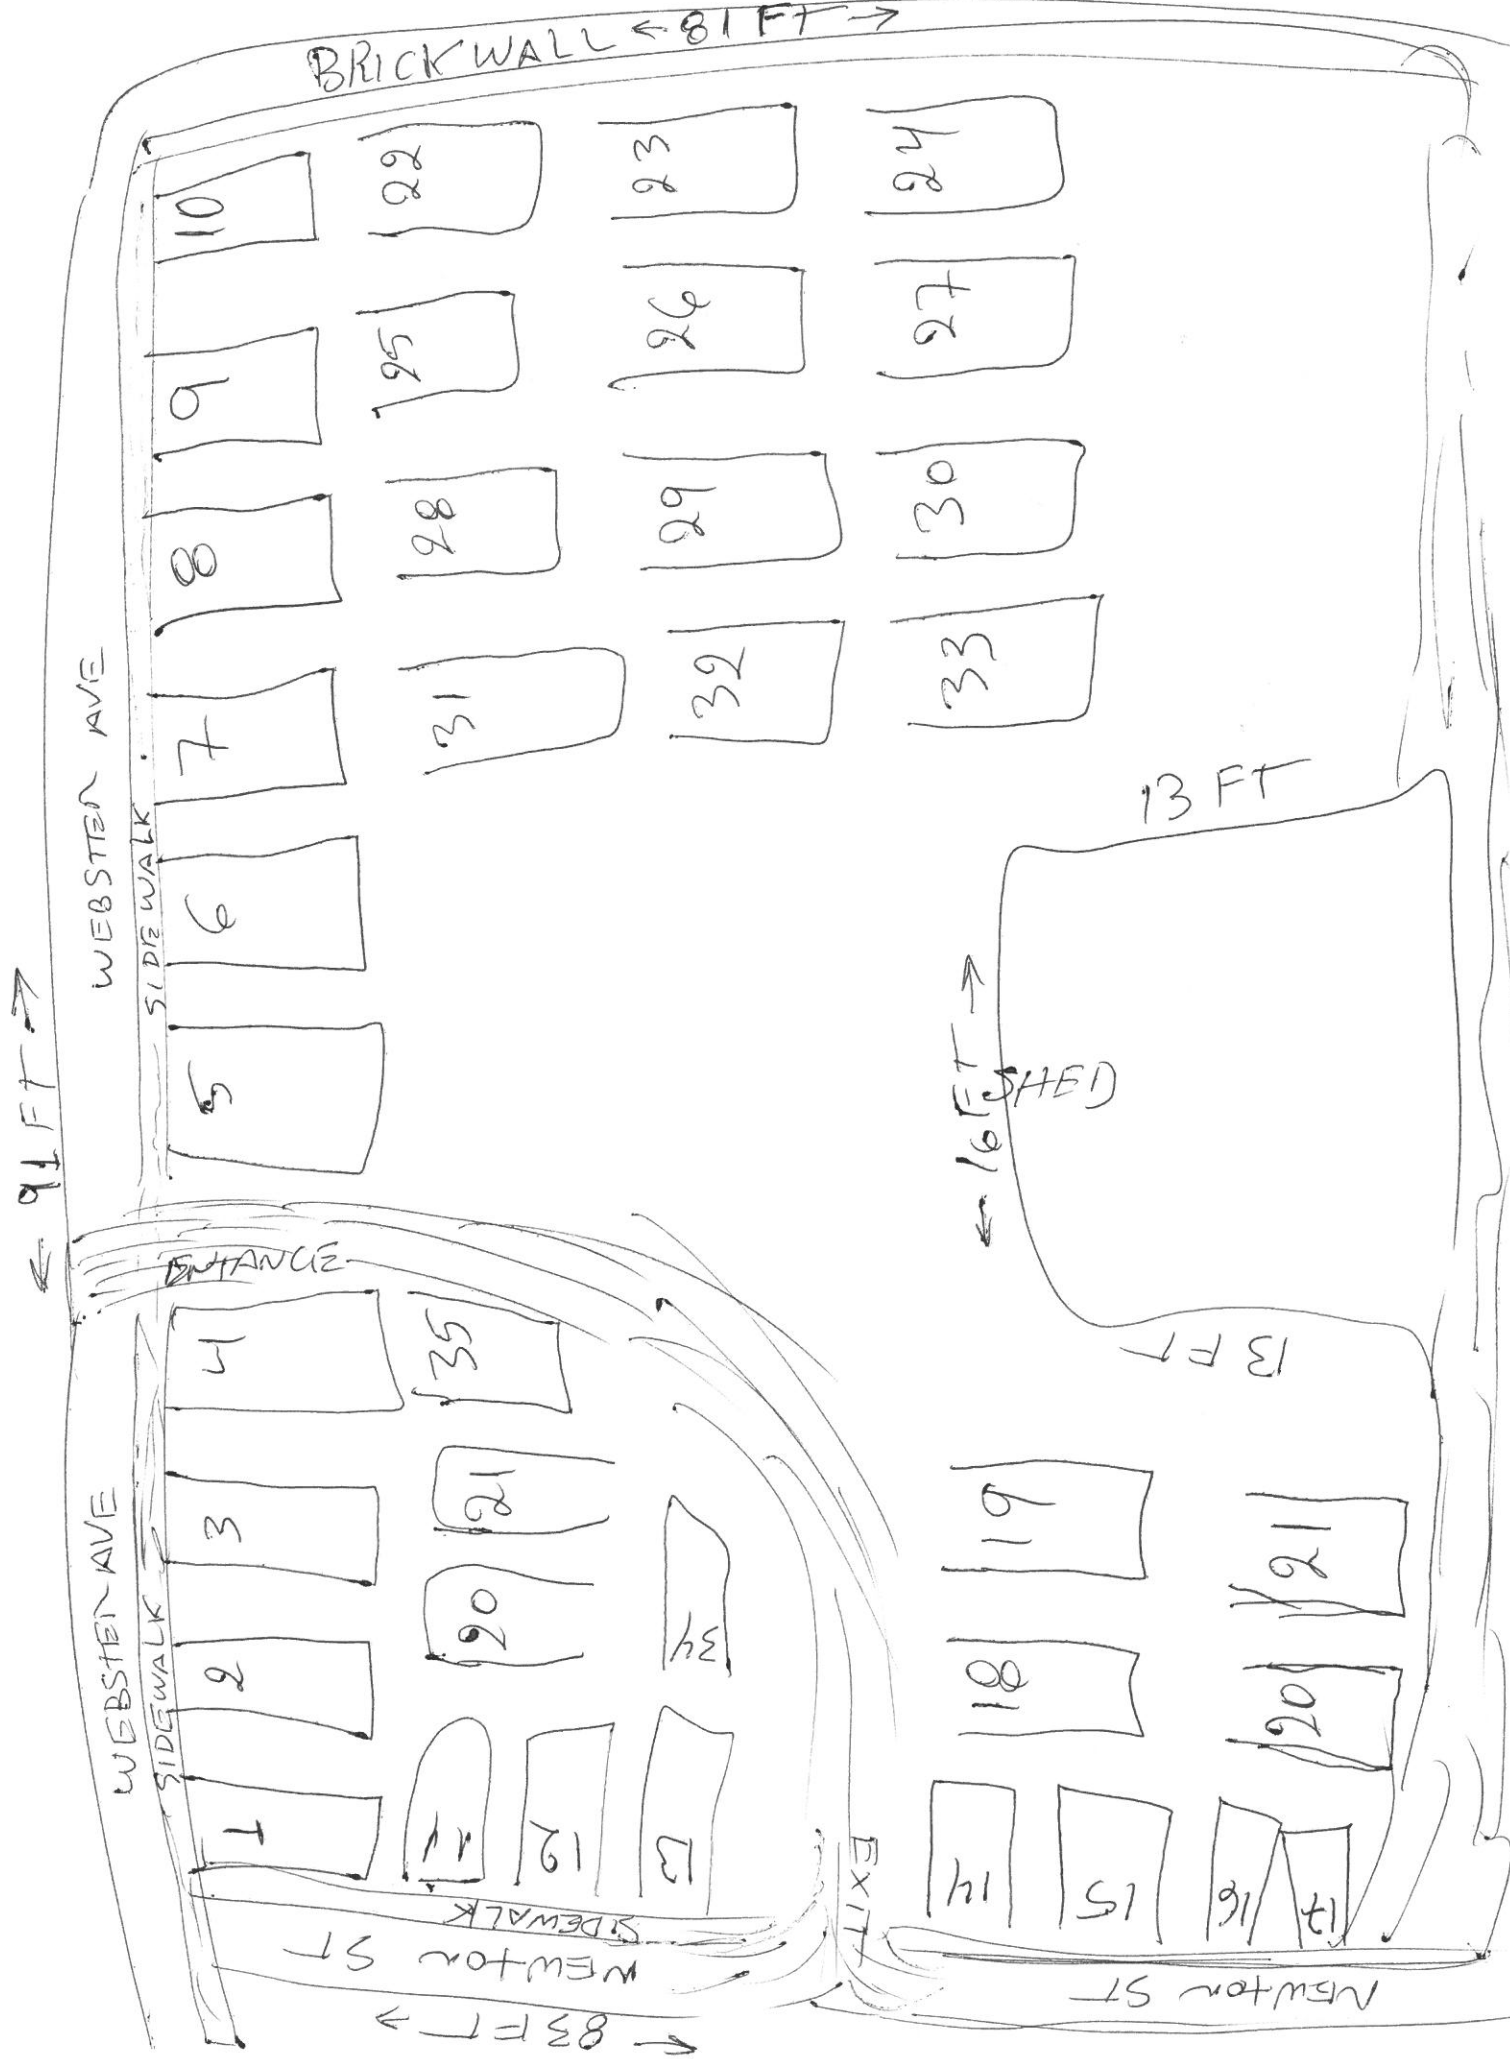 BRICKWALL ← 81 FT →
10
22
23
24
9
25
26
27
8
28
29
30
7
31
32
33
WEBSTER AVE
SIDEWALK
6
5
← 91 FT →
13 FT
← 16 FT →
SHED
13 FT
ENTANCE
4
35
3
21
2
20
34
1
11
12
13
WEBSTER AVE
SIDEWALK
19
21
18
20
14
15
16
17
EXIT
SIDEWALK
NEWTON ST
← 83 FT →
NEWTON ST